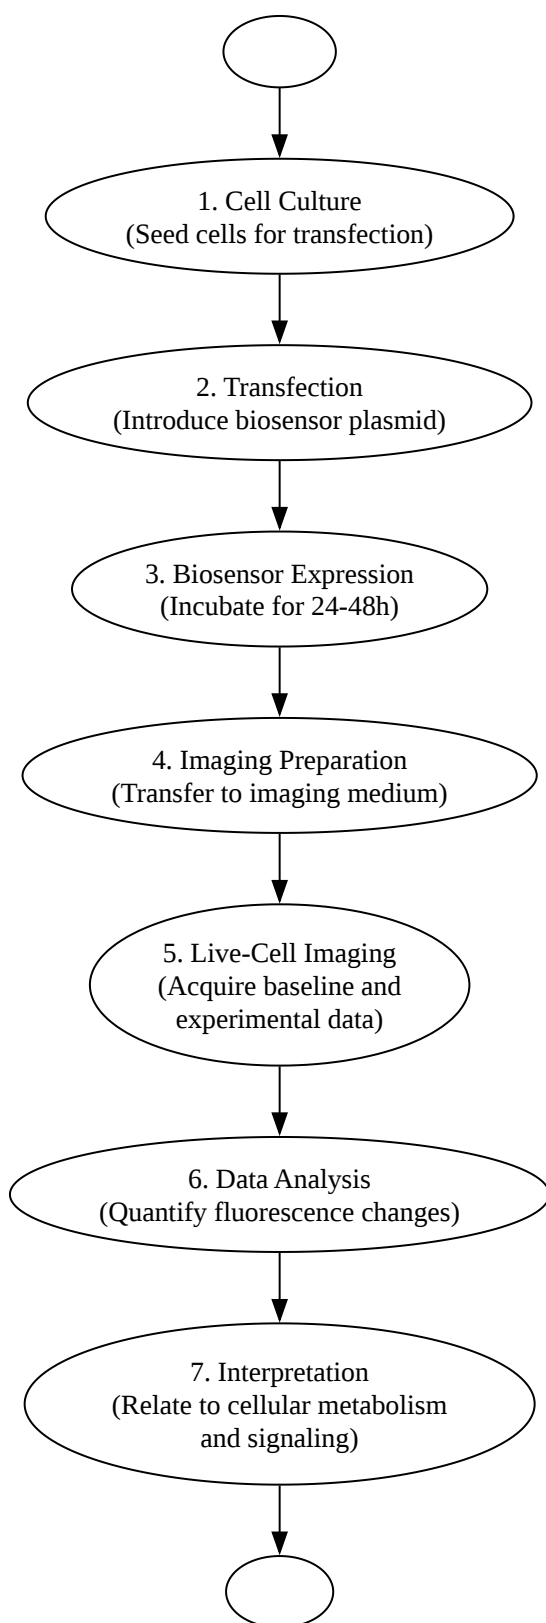 1. Cell Culture
(Seed cells for transfection)
2. Transfection
(Introduce biosensor plasmid)
3. Biosensor Expression
(Incubate for 24-48h)
4. Imaging Preparation
(Transfer to imaging medium)
5. Live-Cell Imaging
(Acquire baseline and
experimental data)
6. Data Analysis
(Quantify fluorescence changes)
7. Interpretation
(Relate to cellular metabolism
and signaling)